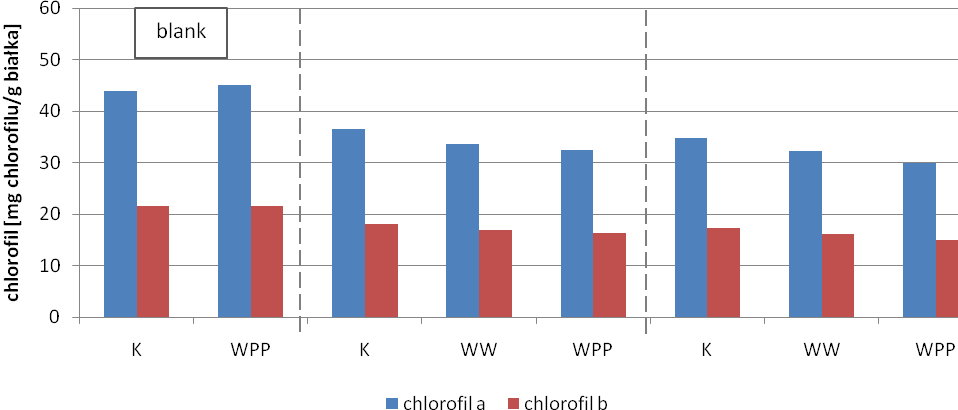 chlorofil [mg chlorofilu/g białka]
60
50
40
30
20
10
0
blank
K WPP K WW WPP K WW WPP
chlorofil a chlorofil b